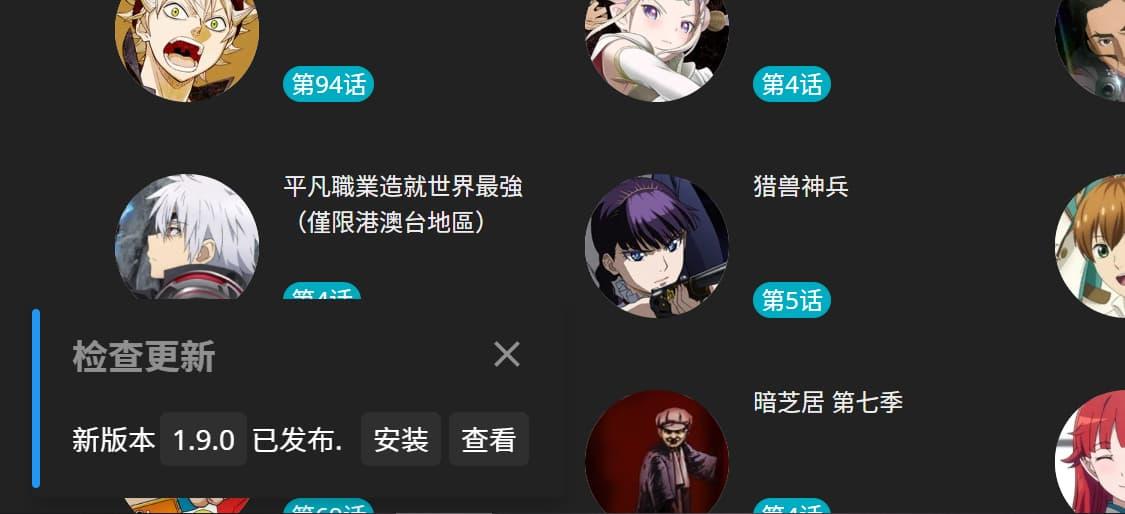 第94话
第4话
平凡職業造就世界最強
（僅限港澳台地區）
猎兽神兵
第4话
第5话
检查更新
暗芝居 第七季
新版本 1.9.0 已发布. 安装 查看
第4话